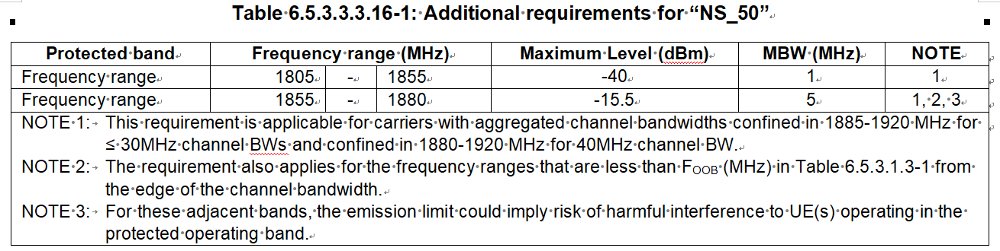 Table 6.5.3.3.3.16-1: Additional requirements for “NS_50”
Protected band Frequency range (MHz) Maximum Level (dBm) MBW (MHz) NOTE
Frequency range 1805 - 1855 -40 1 1
Frequency range 1855 - 1880 -15.5 5 1, 2, 3
NOTE 1: This requirement is applicable for carriers with aggregated channel bandwidths confined in 1885-1920 MHz for
≤ 30MHz channel BWs and confined in 1880-1920 MHz for 40MHz channel BW.
NOTE 2: The requirement also applies for the frequency ranges that are less than FOOB (MHz) in Table 6.5.3.1.3-1 from
the edge of the channel bandwidth.
NOTE 3: For these adjacent bands, the emission limit could imply risk of harmful interference to UE(s) operating in the
protected operating band.